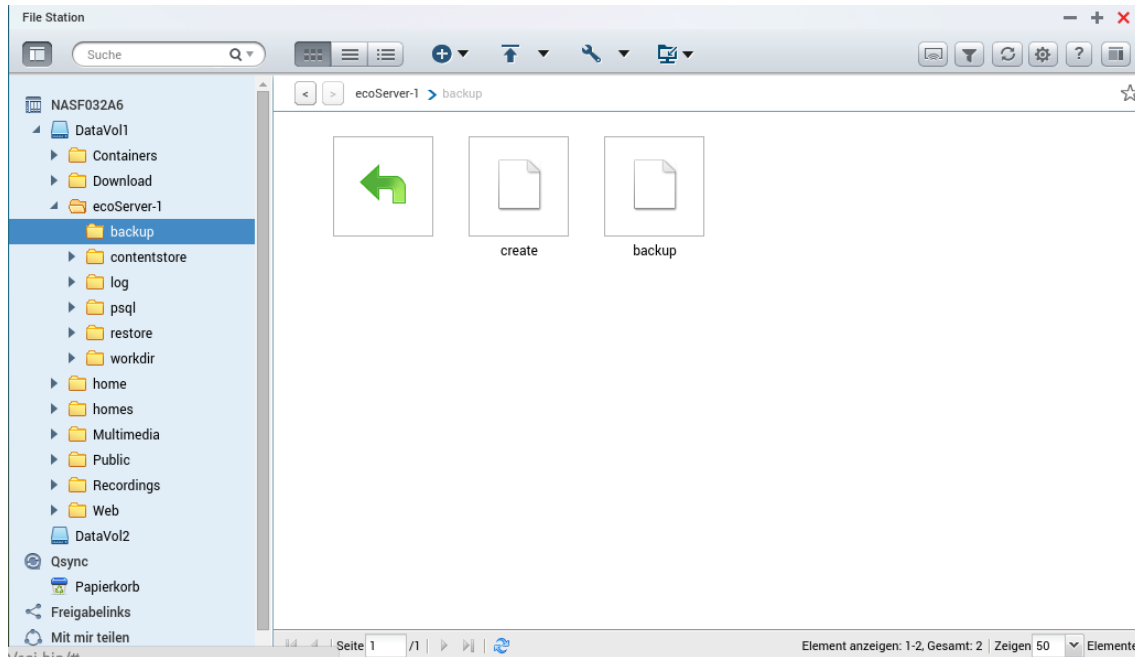 File Station
Suche
NASF032A6
DataVol1
Containers
Download
ecoServer-1
backup
contentstore
log
psql
restore
workdir
home
homes
Multimedia
Public
Recordings
Web
DataVol2
Qsync
Papierkorb
Freigabelinks
Mit mir teilen
ecoServer-1 > backup
create
backup
Seite 1 /1
Element anzeigen: 1-2, Gesamt: 2 | Zeigen 50 Elemente